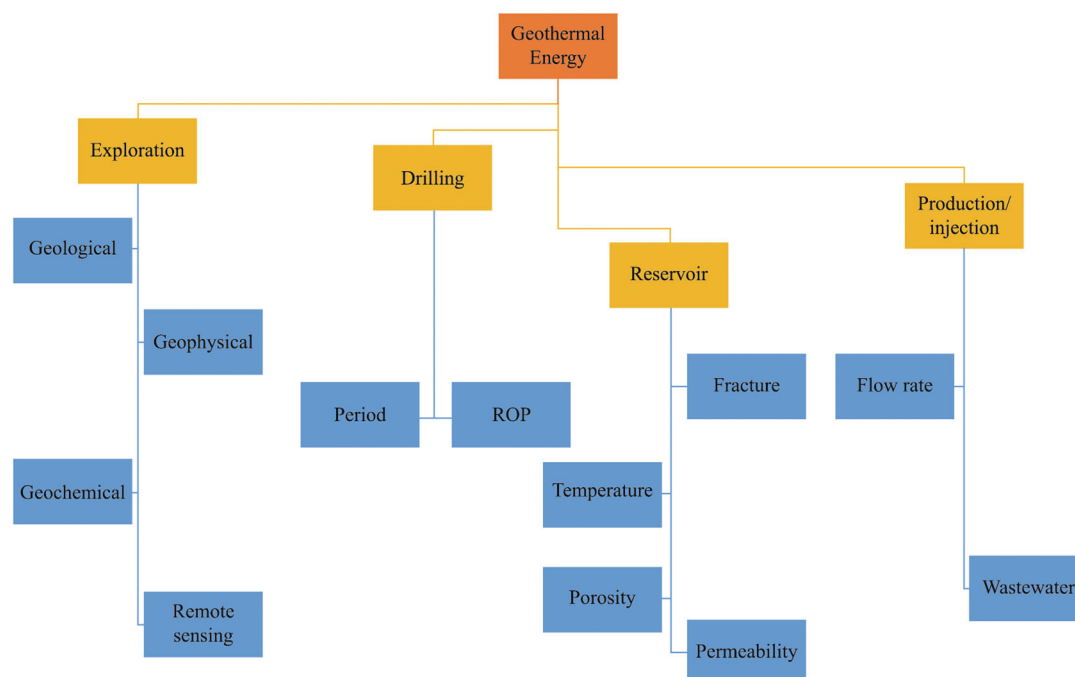 Geothermal
Energy
Exploration
Drilling
Production/
injection
Reservoir
Geological
Geophysical
Geochemical
Remote
sensing
Period
ROP
Fracture
Temperature
Porosity
Permeability
Flow rate
Wastewater